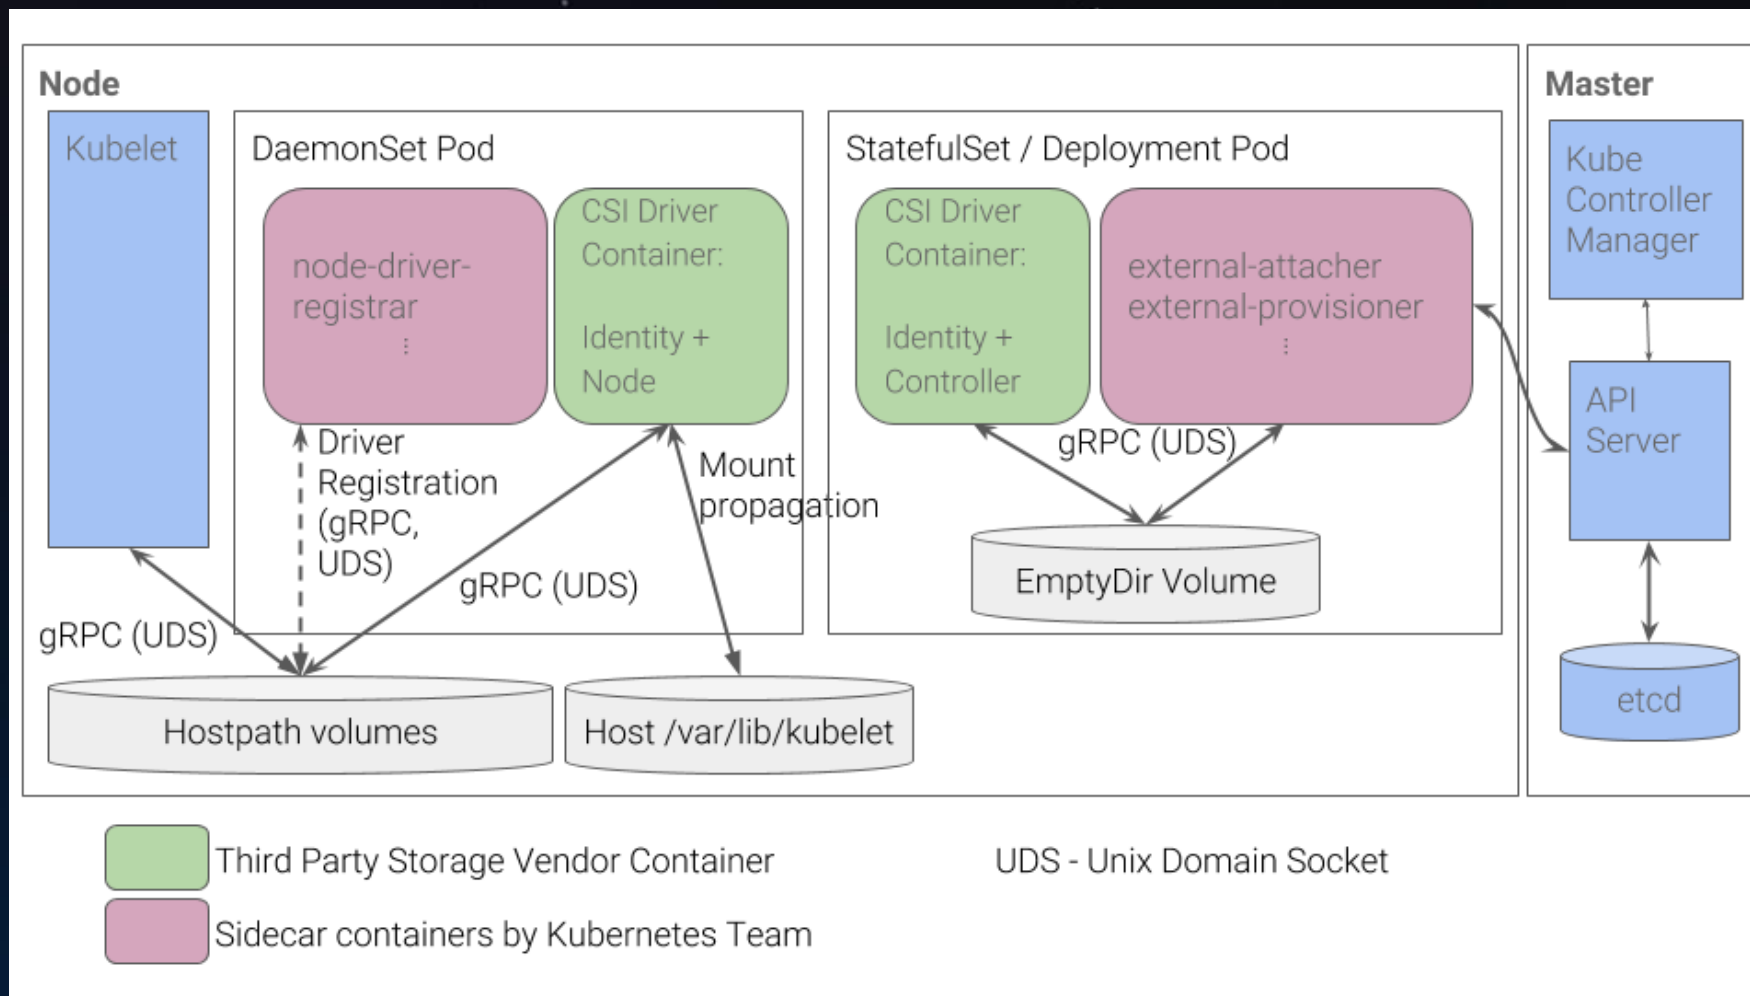 Node
Kubelet
DaemonSet Pod
node-driver-
registrar
⋮
CSI Driver
Container:
Identity +
Node
Driver
Registration
(gRPC,
UDS)
Mount
propagation
gRPC (UDS)
gRPC (UDS)
Hostpath volumes
Host /var/lib/kubelet
StatefulSet / Deployment Pod
CSI Driver
Container:
Identity +
Controller
external-attacher
external-provisioner
⋮
gRPC (UDS)
EmptyDir Volume
Master
Kube
Controller
Manager
API
Server
etcd
Third Party Storage Vendor Container
UDS - Unix Domain Socket
Sidecar containers by Kubernetes Team